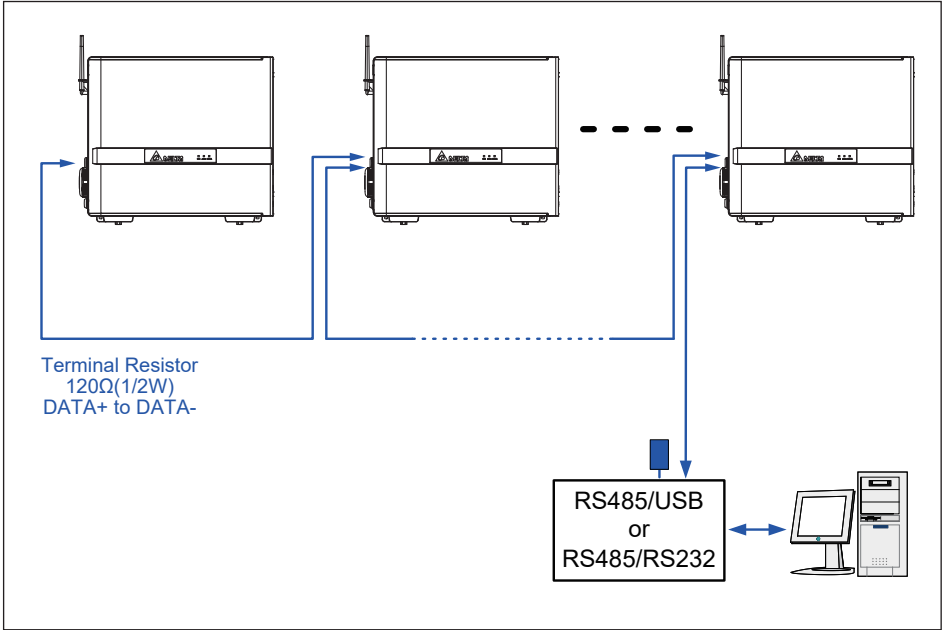 Terminal Resistor
120Ω(1/2W)
DATA+ to DATA-
RS485/USB
or
RS485/RS232